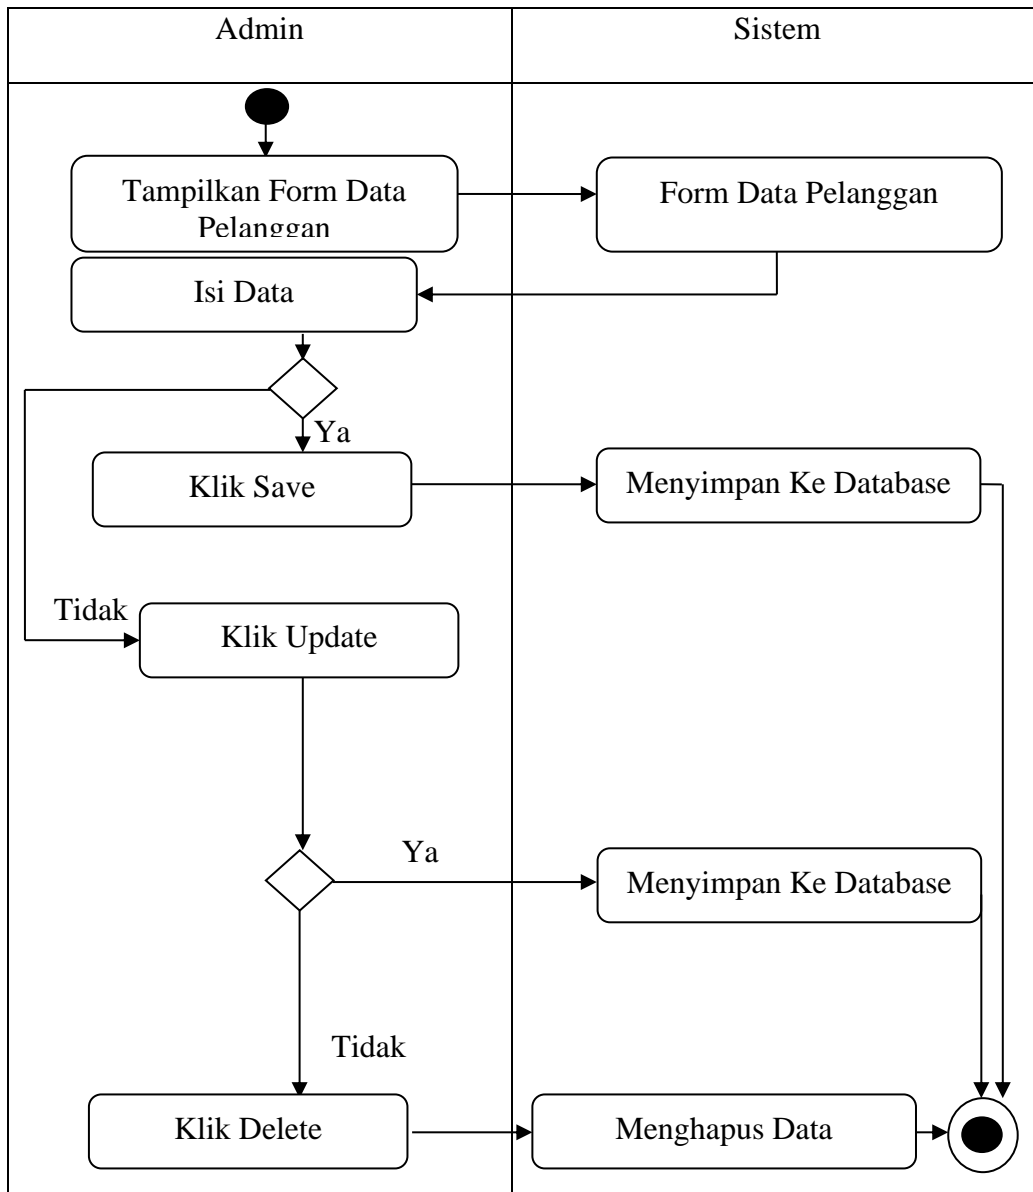 Admin
Sistem
Tampilkan Form Data
Pelanggan
Form Data Pelanggan
Isi Data
Ya
Klik Save
Menyimpan Ke Database
Tidak
Klik Update
Ya
Menyimpan Ke Database
Tidak
Klik Delete
Menghapus Data